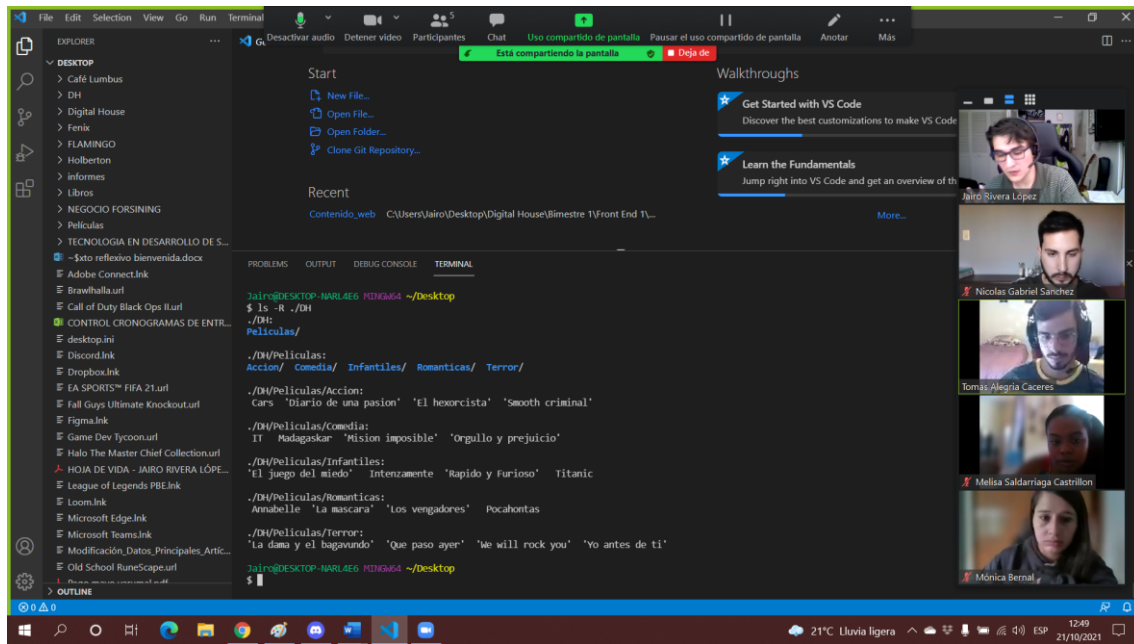 File Edit Selection View Go Run Terminal
5
Desactivar audio Detener video Participantes Chat Uso compartido de pantalla Pausar el uso compartido de pantalla Anotar Más
Está compartiendo la pantalla Deja de
EXPLORER
DESKTOP
Café Lumbus
DH
Digital House
Fenix
FLAMINGO
Holberton
informes
Libros
NEGOCIO FORSINING
Películas
TECNOLOGIA EN DESARROLLO DE S...
~$xto reflexivo bienvenida.docx
Adobe Connect.lnk
Brawlhalla.url
Call of Duty Black Ops II.url
CONTROL CRONOGRAMAS DE ENTR...
desktop.ini
Discord.lnk
Dropbox.lnk
EA SPORTS™ FIFA 21.url
Fall Guys Ultimate Knockout.url
Figma.lnk
Game Dev Tycoon.url
Halo The Master Chief Collection.url
HOJA DE VIDA - JAIRO RIVERA LÓPE...
League of Legends PBE.lnk
Loom.lnk
Microsoft Edge.lnk
Microsoft Teams.lnk
Modificación_Datos_Principales_Artíc...
Old School RuneScape.url
OUTLINE
Start
New File...
Open File...
Open Folder...
Clone Git Repository...
Recent
Contenido_web C:\Users\Jairo\Desktop\Digital House\Bimestre 1\Front End 1\...
More...
Walkthroughs
Get Started with VS Code
Discover the best customizations to make VS Code
Learn the Fundamentals
Jump right into VS Code and get an overview of th
PROBLEMS OUTPUT DEBUG CONSOLE TERMINAL
Jairo@DESKTOP-NARL4E6 MINGW64 ~/Desktop
$ ls -R ./DH
./DH:
Peliculas/
./DH/Peliculas:
Accion/ Comedia/ Infantiles/ Romanticas/ Terror/
./DH/Peliculas/Accion:
Cars 'Diario de una pasion' 'El hexorcista' 'Smooth criminal'
./DH/Peliculas/Comedia:
IT Madagaskar 'Mision imposible' 'Orgullo y prejuicio'
./DH/Peliculas/Infantiles:
'El juego del miedo' Intenzamente 'Rapido y Furioso' Titanic
./DH/Peliculas/Romanticas:
Annabelle 'La mascara' 'Los vengadores' Pocahontas
./DH/Peliculas/Terror:
'La dama y el bagavundo' 'Que paso ayer' 'We will rock you' 'Yo antes de ti'
Jairo@DESKTOP-NARL4E6 MINGW64 ~/Desktop
$
Jairo Rivera López
Nicolas Gabriel Sanchez
Tomas Alegria Caceres
Melisa Saldarriaga Castrillon
Mónica Bernal
0 0
21°C Lluvia ligera ESP 12:49
21/10/2021